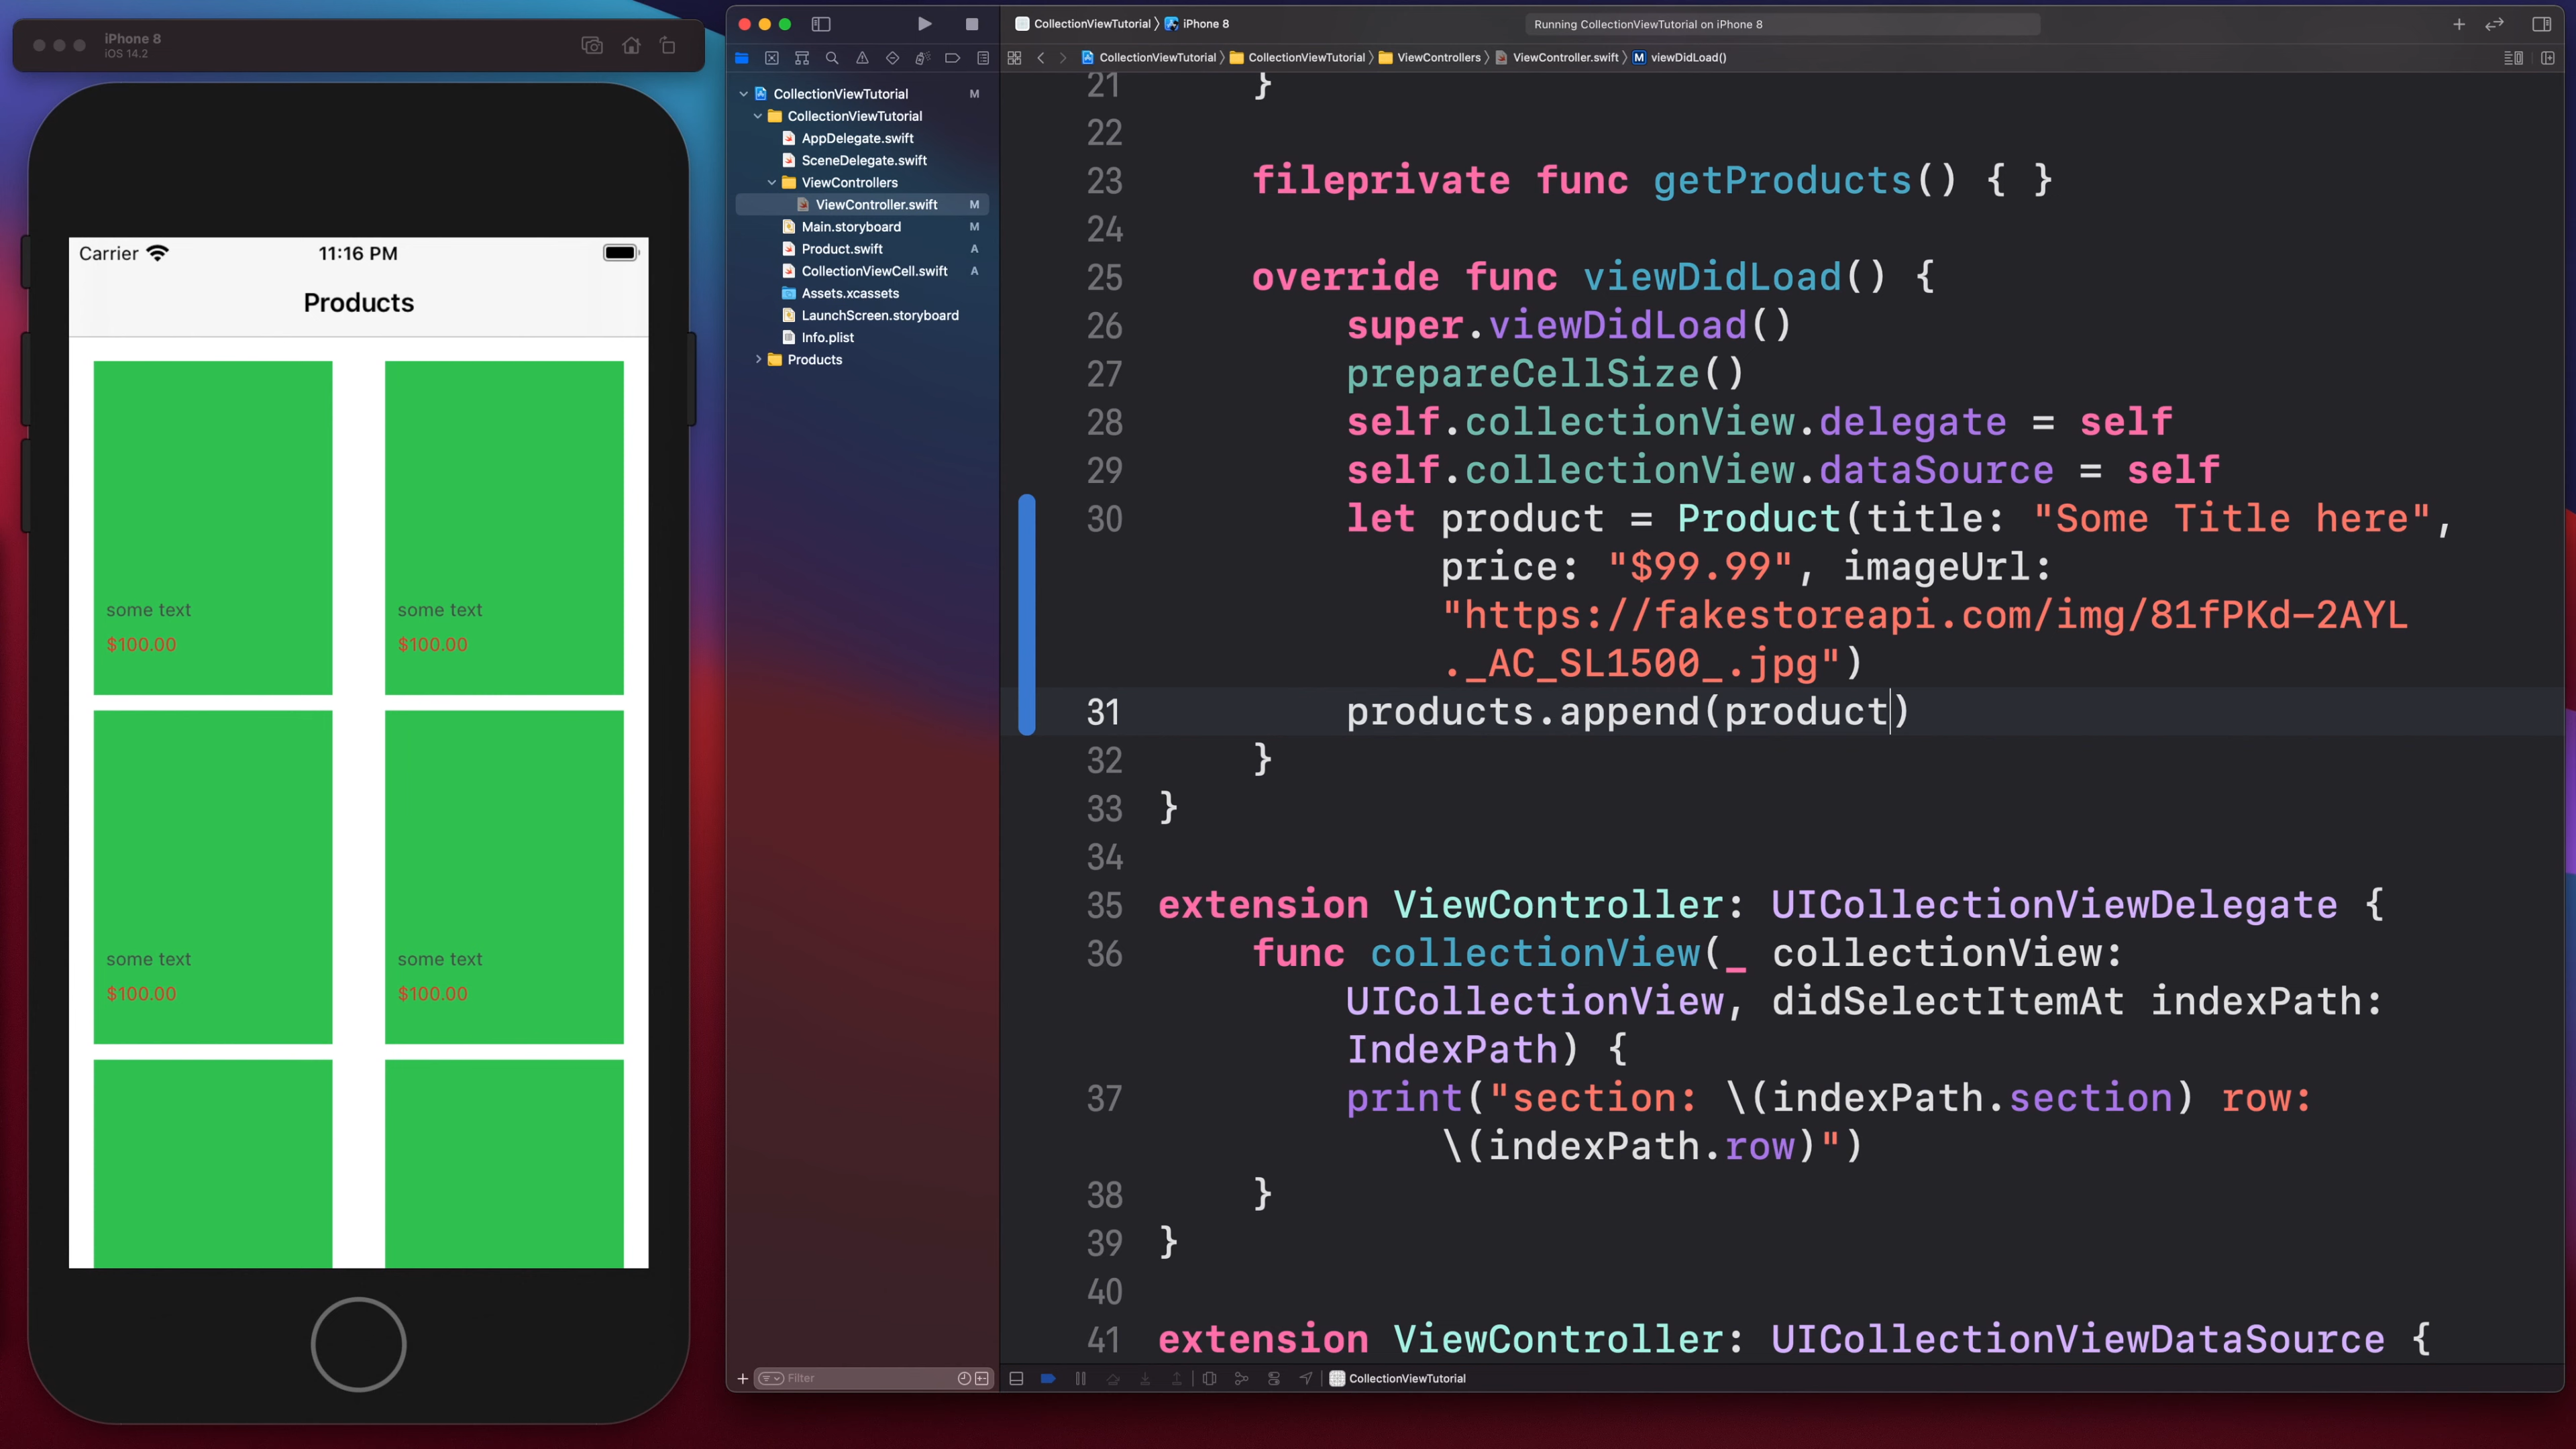 iPhone 8
iOS 14.2
Carrier 11:16 PM
Products
some text
$100.00
some text
$100.00
some text
$100.00
some text
$100.00
CollectionViewTutorial 〉 iPhone 8
Running CollectionViewTutorial on iPhone 8
CollectionViewTutorial 〉 CollectionViewTutorial 〉 ViewControllers 〉 ViewController.swift 〉 M viewDidLoad()
CollectionViewTutorial M
CollectionViewTutorial
AppDelegate.swift
SceneDelegate.swift
ViewControllers
ViewController.swift M
Main.storyboard M
Product.swift A
CollectionViewCell.swift A
Assets.xcassets
LaunchScreen.storyboard
Info.plist
Products
Filter
21 }
22
23 fileprivate func getProducts() { }
24
25 override func viewDidLoad() {
26 super.viewDidLoad()
27 prepareCellSize()
28 self.collectionView.delegate = self
29 self.collectionView.dataSource = self
30 let product = Product(title: "Some Title here",
price: "$99.99", imageUrl:
"https://fakestoreapi.com/img/81fPKd-2AYL
._AC_SL1500_.jpg")
31 products.append(product)
32 }
33 }
34
35 extension ViewController: UICollectionViewDelegate {
36 func collectionView(_ collectionView:
UICollectionView, didSelectItemAt indexPath:
IndexPath) {
37 print("section: \(indexPath.section) row:
\(indexPath.row)")
38 }
39 }
40
41 extension ViewController: UICollectionViewDataSource {
CollectionViewTutorial